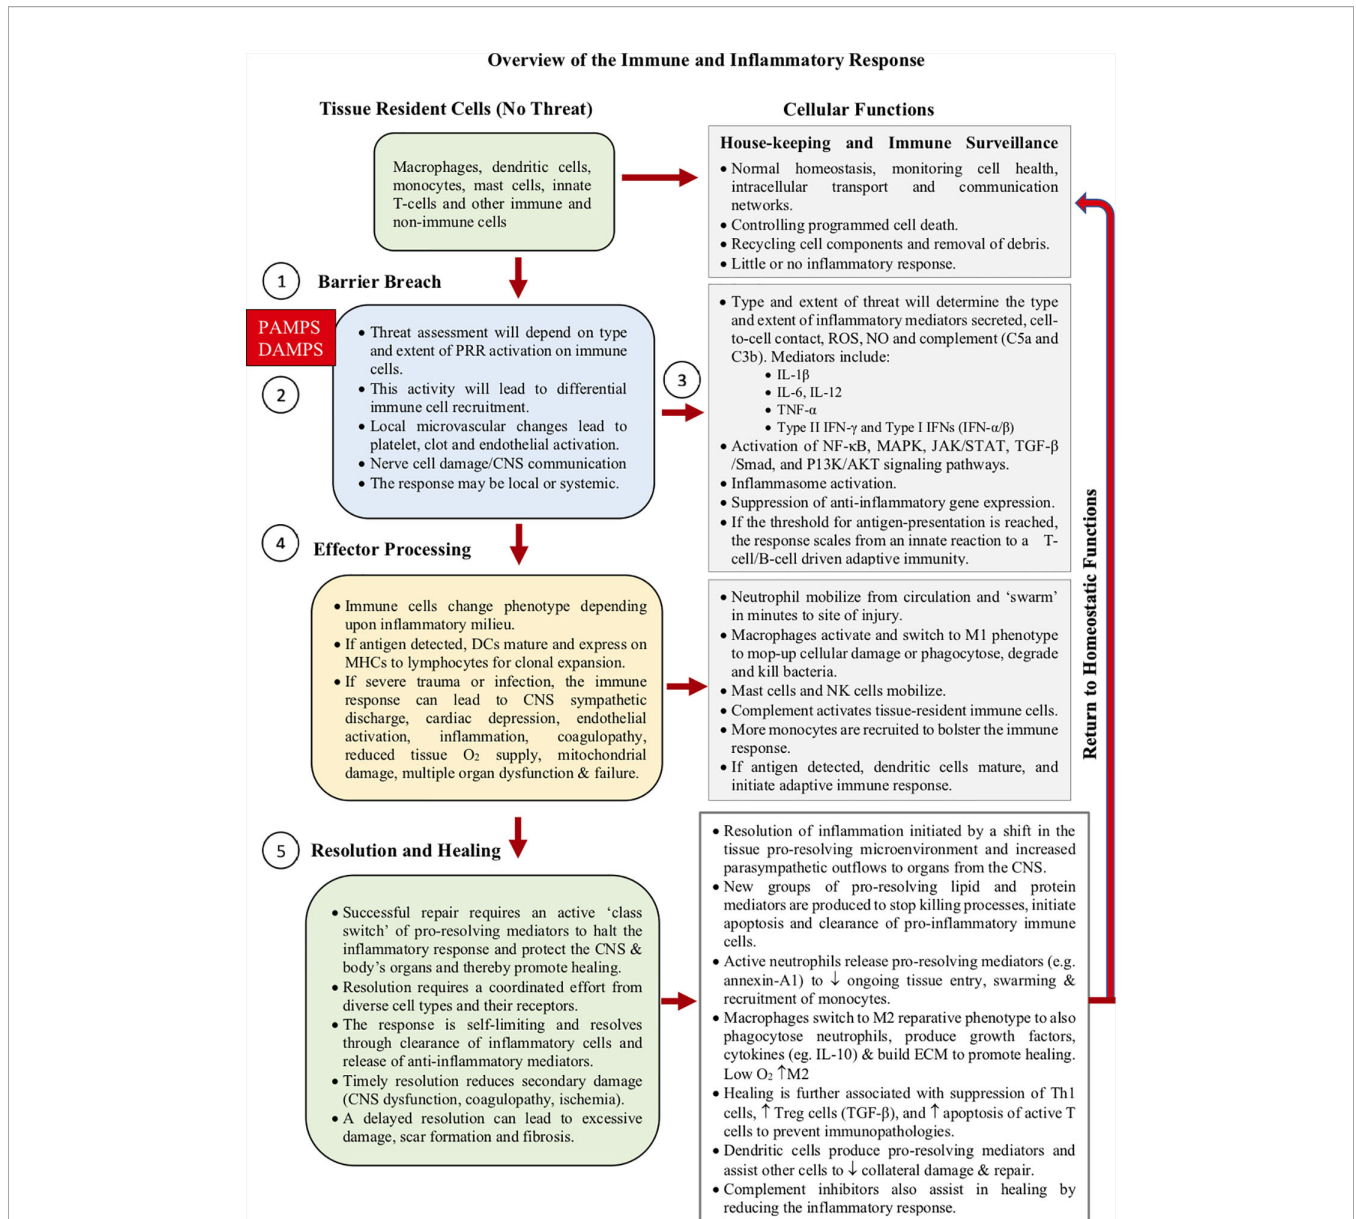 Overview of the Immune and Inflammatory Response
Tissue Resident Cells (No Threat)
Cellular Functions
Macrophages, dendritic cells,
monocytes, mast cells, innate
T-cells and other immune and
non-immune cells
House-keeping and Immune Surveillance
• Normal homeostasis, monitoring cell health,
intracellular transport and communication
networks.
• Controlling programmed cell death.
• Recycling cell components and removal of debris.
• Little or no inflammatory response.
1
Barrier Breach
PAMPS
DAMPS
2
• Threat assessment will depend on type
and extent of PRR activation on immune
cells.
• This activity will lead to differential
immune cell recruitment.
• Local microvascular changes lead to
platelet, clot and endothelial activation.
• Nerve cell damage/CNS communication
• The response may be local or systemic.
3
• Type and extent of threat will determine the type
and extent of inflammatory mediators secreted, cell-
to-cell contact, ROS, NO and complement (C5a and
C3b). Mediators include:
• IL-1β
• IL-6, IL-12
• TNF-α
• Type II IFN-γ and Type I IFNs (IFN-α/β)
• Activation of NF-κB, MAPK, JAK/STAT, TGF-β
/Smad, and P13K/AKT signaling pathways.
• Inflammasome activation.
• Suppression of anti-inflammatory gene expression.
• If the threshold for antigen-presentation is reached,
the response scales from an innate reaction to a T-
cell/B-cell driven adaptive immunity.
4
Effector Processing
• Immune cells change phenotype depending
upon inflammatory milieu.
• If antigen detected, DCs mature and express on
MHCs to lymphocytes for clonal expansion.
• If severe trauma or infection, the immune
response can lead to CNS sympathetic
discharge, cardiac depression, endothelial
activation, inflammation, coagulopathy,
reduced tissue O₂ supply, mitochondrial
damage, multiple organ dysfunction & failure.
• Neutrophil mobilize from circulation and ‘swarm’
in minutes to site of injury.
• Macrophages activate and switch to M1 phenotype
to mop-up cellular damage or phagocytose, degrade
and kill bacteria.
• Mast cells and NK cells mobilize.
• Complement activates tissue-resident immune cells.
• More monocytes are recruited to bolster the immune
response.
• If antigen detected, dendritic cells mature, and
initiate adaptive immune response.
5
Resolution and Healing
• Successful repair requires an active ‘class
switch’ of pro-resolving mediators to halt the
inflammatory response and protect the CNS &
body’s organs and thereby promote healing.
• Resolution requires a coordinated effort from
diverse cell types and their receptors.
• The response is self-limiting and resolves
through clearance of inflammatory cells and
release of anti-inflammatory mediators.
• Timely resolution reduces secondary damage
(CNS dysfunction, coagulopathy, ischemia).
• A delayed resolution can lead to excessive
damage, scar formation and fibrosis.
• Resolution of inflammation initiated by a shift in the
tissue pro-resolving microenvironment and increased
parasympathetic outflows to organs from the CNS.
• New groups of pro-resolving lipid and protein
mediators are produced to stop killing processes, initiate
apoptosis and clearance of pro-inflammatory immune
cells.
• Active neutrophils release pro-resolving mediators (e.g.
annexin-A1) to ↓ ongoing tissue entry, swarming &
recruitment of monocytes.
• Macrophages switch to M2 reparative phenotype to also
phagocytose neutrophils, produce growth factors,
cytokines (eg. IL-10) & build ECM to promote healing.
Low O₂ ↑M2
• Healing is further associated with suppression of Th1
cells, ↑ Treg cells (TGF-β), and ↑ apoptosis of active T
cells to prevent immunopathologies.
• Dendritic cells produce pro-resolving mediators and
assist other cells to ↓ collateral damage & repair.
• Complement inhibitors also assist in healing by
reducing the inflammatory response.
Return to Homeostatic Functions